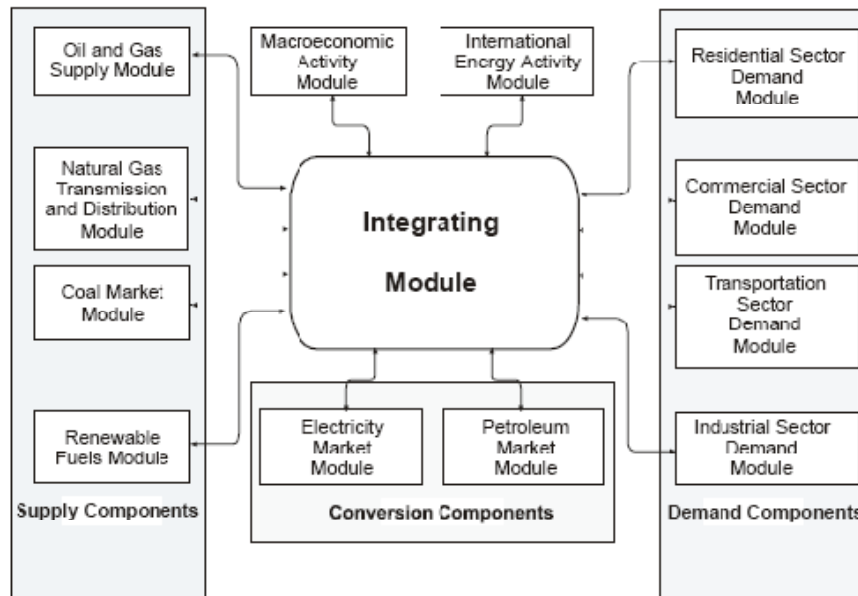 Oil and Gas
Supply Module
Natural Gas
Transmission
and Distribution
Module
Coal Market
Module
Renewable
Fuels Module
Supply Components
Macroeconomic
Activity
Module
International
Energy Activity
Module
Integrating
Module
Electricity
Market
Module
Petroleum
Market
Module
Conversion Components
Residential Sector
Demand
Module
Commercial Sector
Demand
Module
Transportation
Sector
Demand
Module
Industrial Sector
Demand
Module
Demand Components